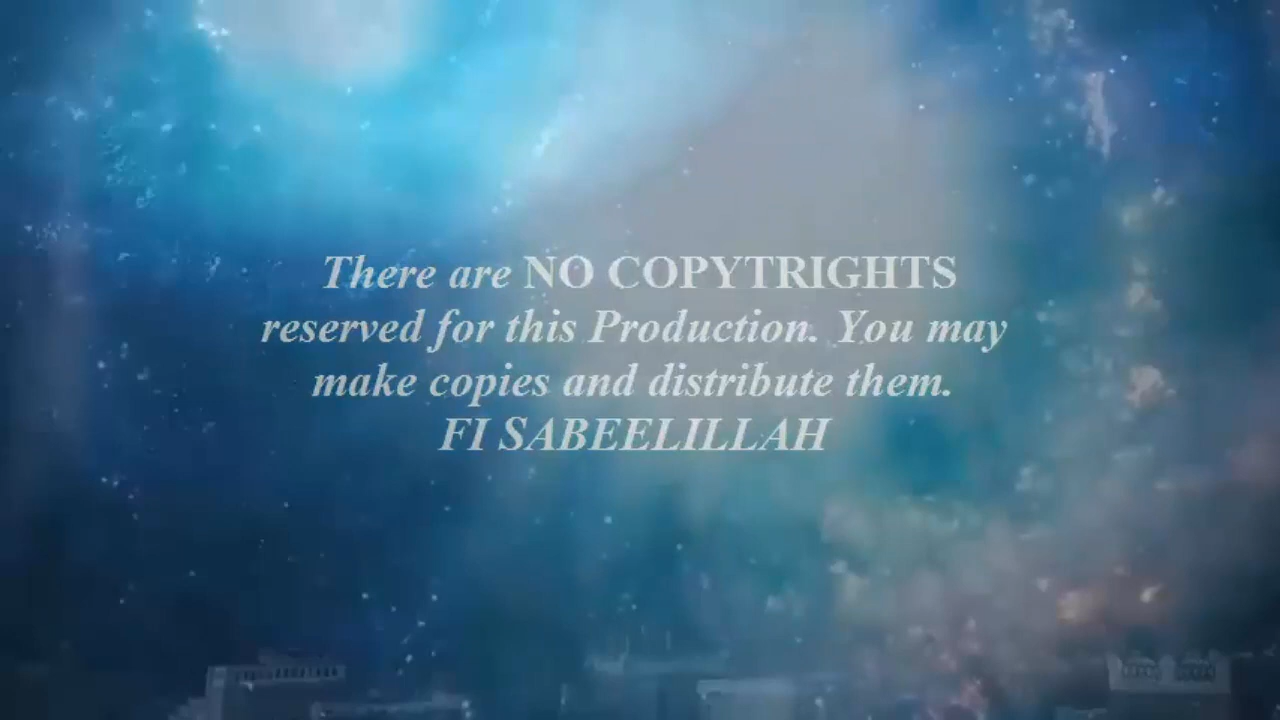 There are NO COPYTRIGHTS
reserved for this Production. You may
make copies and distribute them.
FI SABEELILLAH